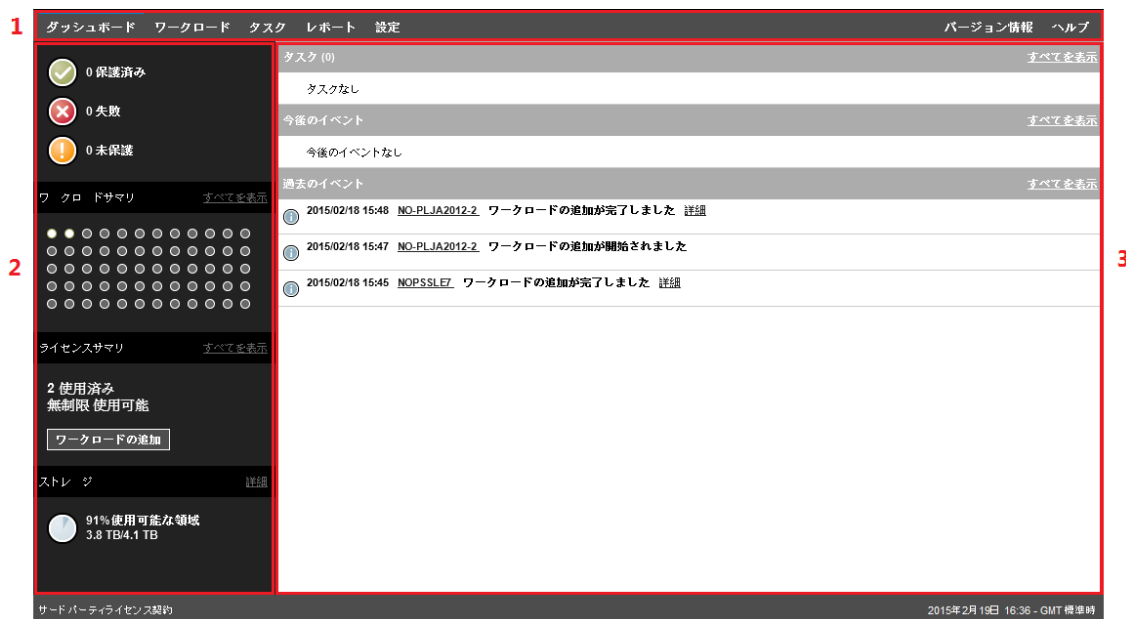 1
ダッシュボード ワークロード タスク レポート 設定 バージョン情報 ヘルプ
2
0 保護済み
0 失敗
0 未保護
ワ クロ ドサマリ すべてを表示
ライセンスサマリ すべてを表示
2 使用済み
無制限 使用可能
ワークロードの追加
ストレ ジ 詳細
91% 使用可能な領域
3.8 TB/4.1 TB
3
タスク (0) すべてを表示
タスクなし
今後のイベント すべてを表示
今後のイベントなし
過去のイベント すべてを表示
2015/02/18 15:48 NO-PLJA2012-2 ワークロードの追加が完了しました 詳細
2015/02/18 15:47 NO-PLJA2012-2 ワークロードの追加が開始されました
2015/02/18 15:45 NOPSSLE7 ワークロードの追加が完了しました 詳細
サードパーティライセンス契約 2015年2月19日 16:36 - GMT 標準時